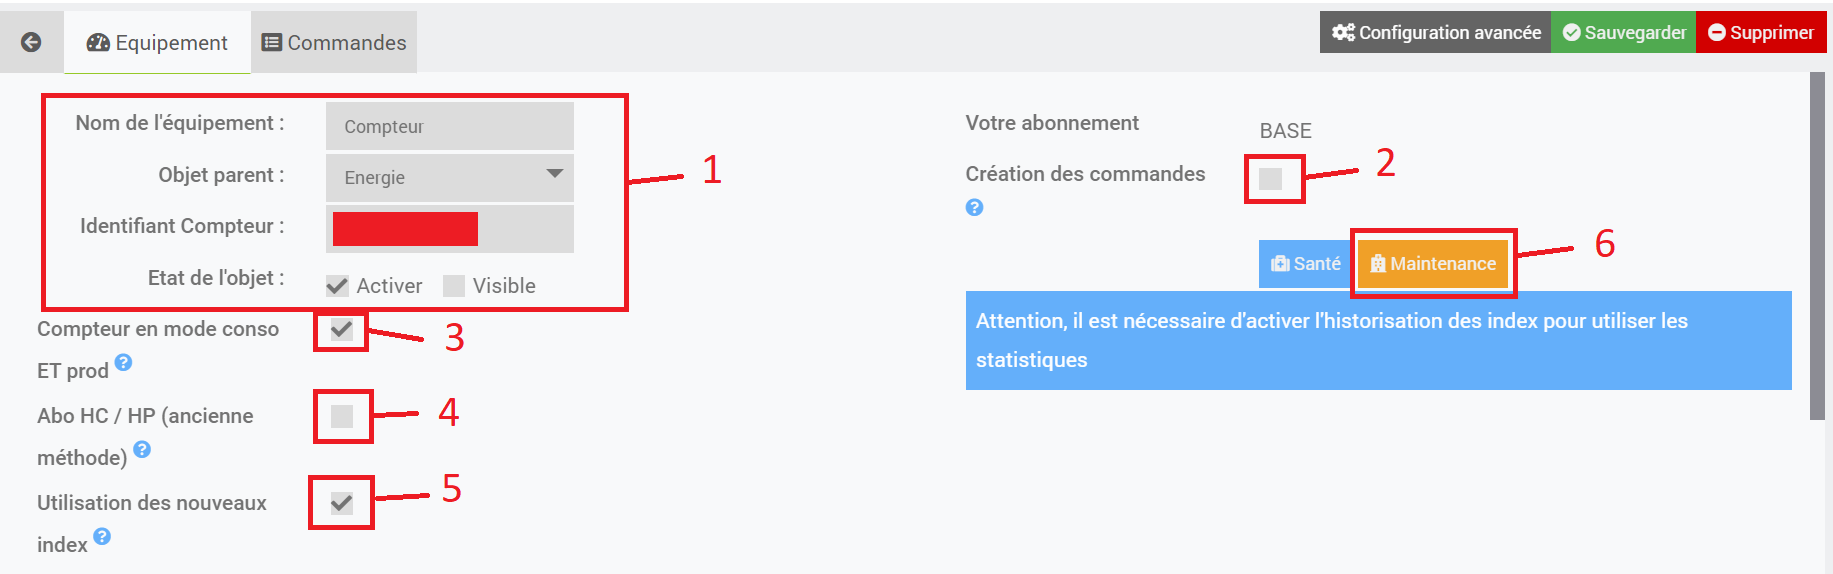 Equipement
Commandes
Configuration avancée
Sauvegarder
Supprimer
Nom de l'équipement :
Compteur
Objet parent :
Energie
Identifiant Compteur :
Etat de l'objet :
Activer
Visible
1
Compteur en mode conso
ET prod ?
3
Abo HC / HP (ancienne
méthode) ?
4
Utilisation des nouveaux
index ?
5
Votre abonnement
BASE
Création des commandes
?
2
Santé
Maintenance
6
Attention, il est nécessaire d'activer l'historisation des index pour utiliser les
statistiques